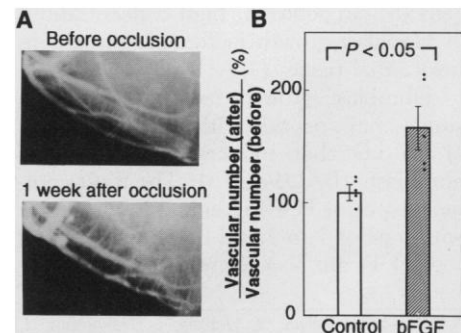 A
Before occlusion
1 week after occlusion
B
Vascular number (after)
Vascular number (before)
(%)
P < 0.05
200
100
0
Control bFGF